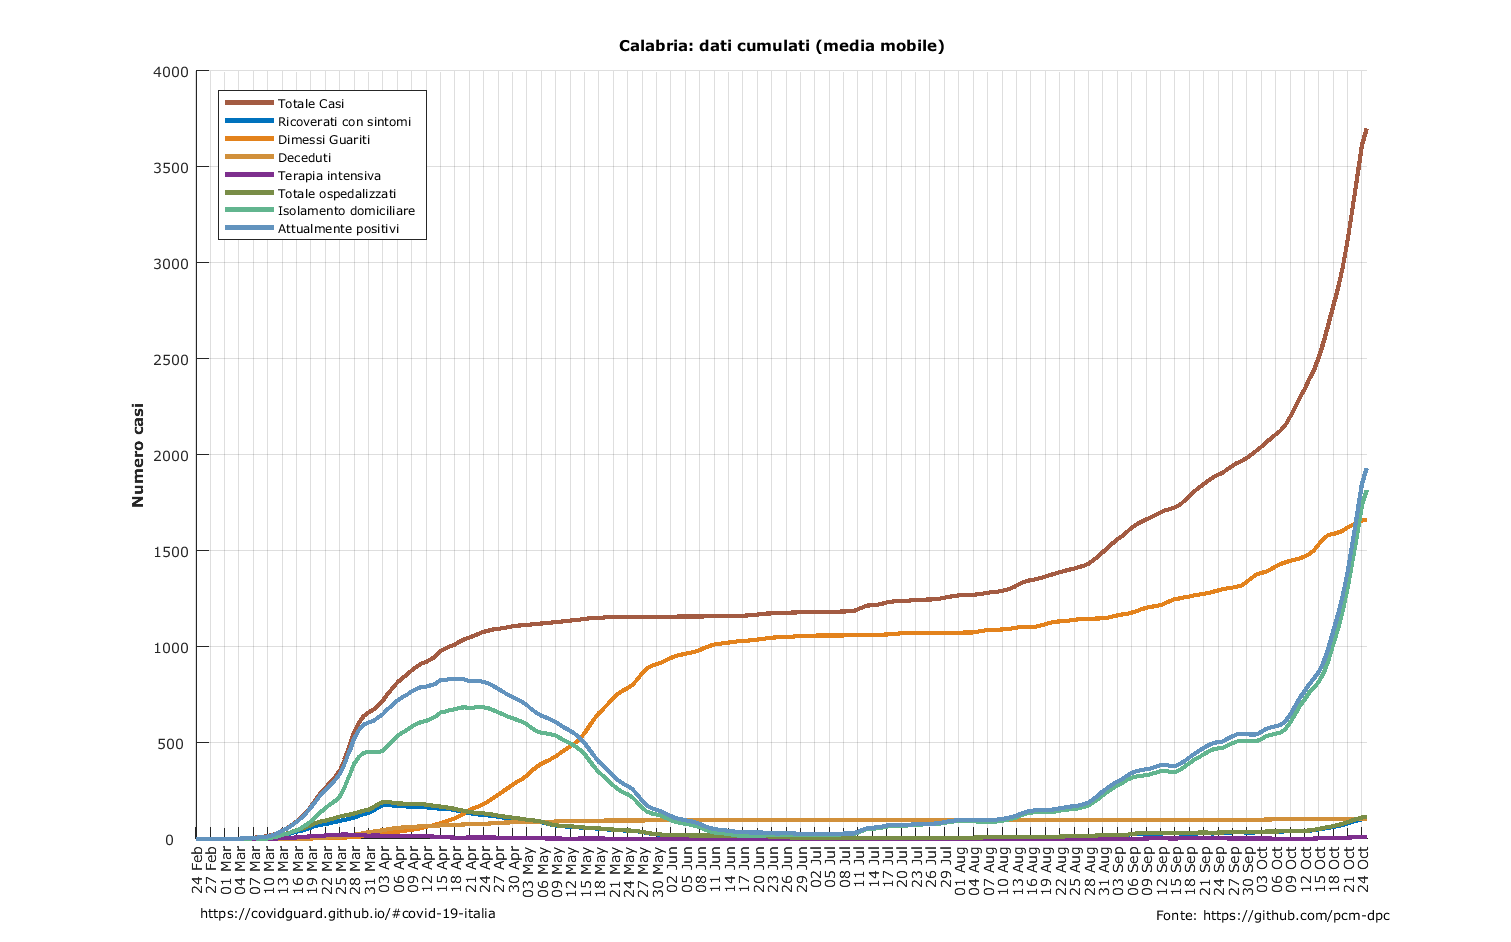 Calabria: dati cumulati (media mobile)
4000
3500
3000
2500
2000
1500
1000
500
0
Numero casi
Totale Casi
Ricoverati con sintomi
Dimessi Guariti
Deceduti
Terapia intensiva
Totale ospedalizzati
Isolamento domiciliare
Attualmente positivi
24 Feb
27 Feb
01 Mar
04 Mar
07 Mar
10 Mar
13 Mar
16 Mar
19 Mar
22 Mar
25 Mar
28 Mar
31 Mar
03 Apr
06 Apr
09 Apr
12 Apr
15 Apr
18 Apr
21 Apr
24 Apr
27 Apr
30 Apr
03 May
06 May
09 May
12 May
15 May
18 May
21 May
24 May
27 May
30 May
02 Jun
05 Jun
08 Jun
11 Jun
14 Jun
17 Jun
20 Jun
23 Jun
26 Jun
29 Jun
02 Jul
05 Jul
08 Jul
11 Jul
14 Jul
17 Jul
20 Jul
23 Jul
26 Jul
29 Jul
01 Aug
04 Aug
07 Aug
10 Aug
13 Aug
16 Aug
19 Aug
22 Aug
25 Aug
28 Aug
31 Aug
03 Sep
06 Sep
09 Sep
12 Sep
15 Sep
18 Sep
21 Sep
24 Sep
27 Sep
30 Sep
03 Oct
06 Oct
09 Oct
12 Oct
15 Oct
18 Oct
21 Oct
24 Oct
https://covidguard.github.io/#covid-19-italia
Fonte: https://github.com/pcm-dpc